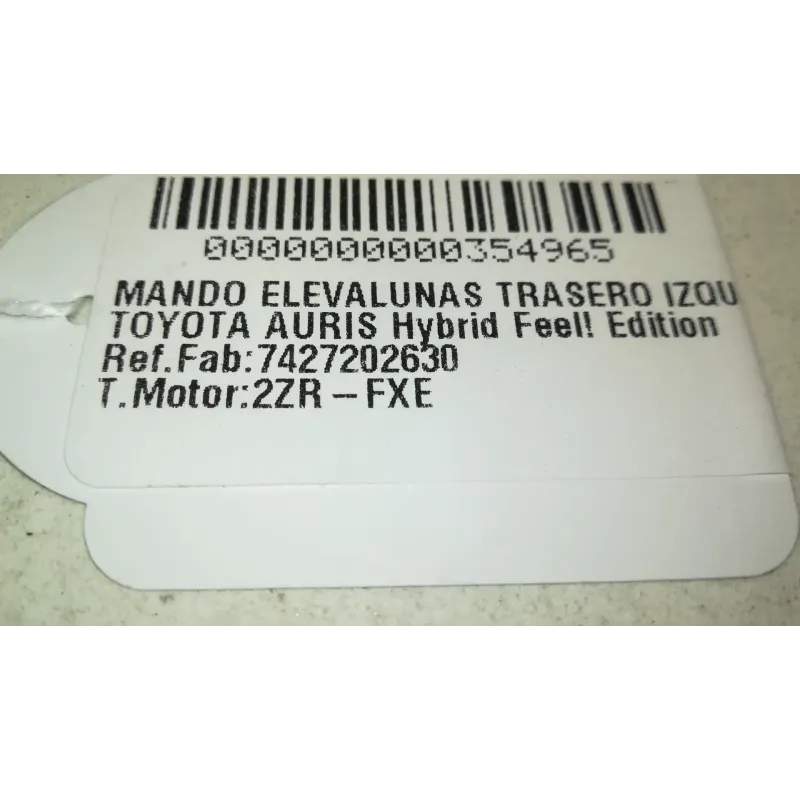 0000000000354965
MANDO ELEVALUNAS TRASERO IZQU
TOYOTA AURIS Hybrid Feel! Edition
Ref.Fab:7427202630
T.Motor:2ZR-FXE